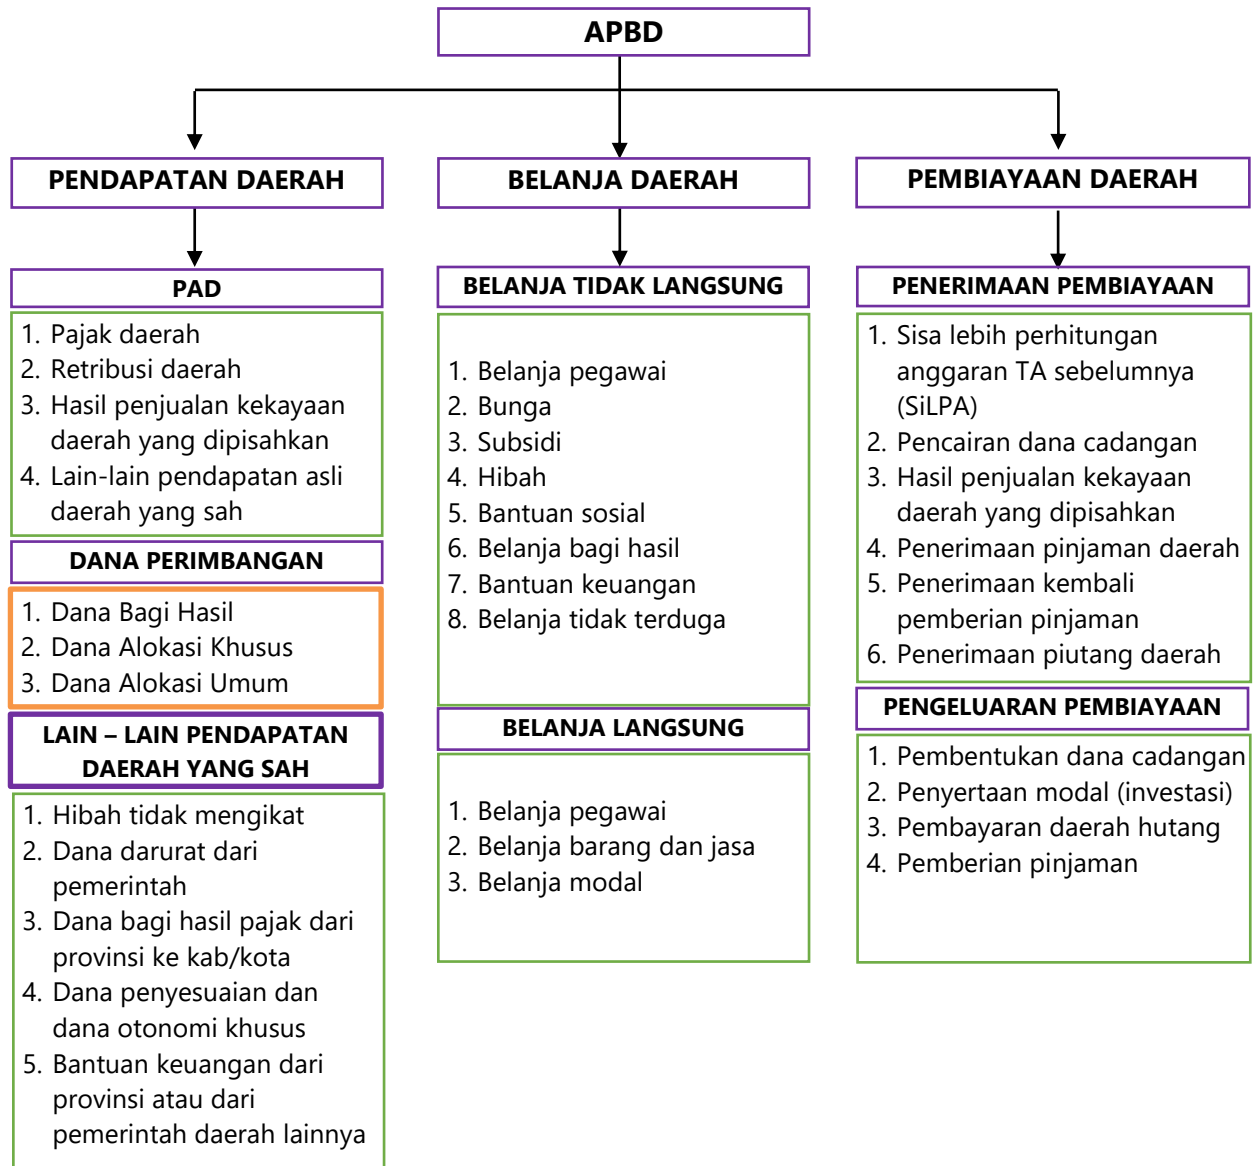 APBD
PENDAPATAN DAERAH
PAD
1. Pajak daerah
2. Retribusi daerah
3. Hasil penjualan kekayaan
daerah yang dipisahkan
4. Lain-lain pendapatan asli
daerah yang sah
DANA PERIMBANGAN
1. Dana Bagi Hasil
2. Dana Alokasi Khusus
3. Dana Alokasi Umum
LAIN – LAIN PENDAPATAN
DAERAH YANG SAH
1. Hibah tidak mengikat
2. Dana darurat dari
pemerintah
3. Dana bagi hasil pajak dari
provinsi ke kab/kota
4. Dana penyesuaian dan
dana otonomi khusus
5. Bantuan keuangan dari
provinsi atau dari
pemerintah daerah lainnya
BELANJA DAERAH
BELANJA TIDAK LANGSUNG
1. Belanja pegawai
2. Bunga
3. Subsidi
4. Hibah
5. Bantuan sosial
6. Belanja bagi hasil
7. Bantuan keuangan
8. Belanja tidak terduga
BELANJA LANGSUNG
1. Belanja pegawai
2. Belanja barang dan jasa
3. Belanja modal
PEMBIAYAAN DAERAH
PENERIMAAN PEMBIAYAAN
1. Sisa lebih perhitungan
anggaran TA sebelumnya
(SiLPA)
2. Pencairan dana cadangan
3. Hasil penjualan kekayaan
daerah yang dipisahkan
4. Penerimaan pinjaman daerah
5. Penerimaan kembali
pemberian pinjaman
6. Penerimaan piutang daerah
PENGELUARAN PEMBIAYAAN
1. Pembentukan dana cadangan
2. Penyertaan modal (investasi)
3. Pembayaran daerah hutang
4. Pemberian pinjaman